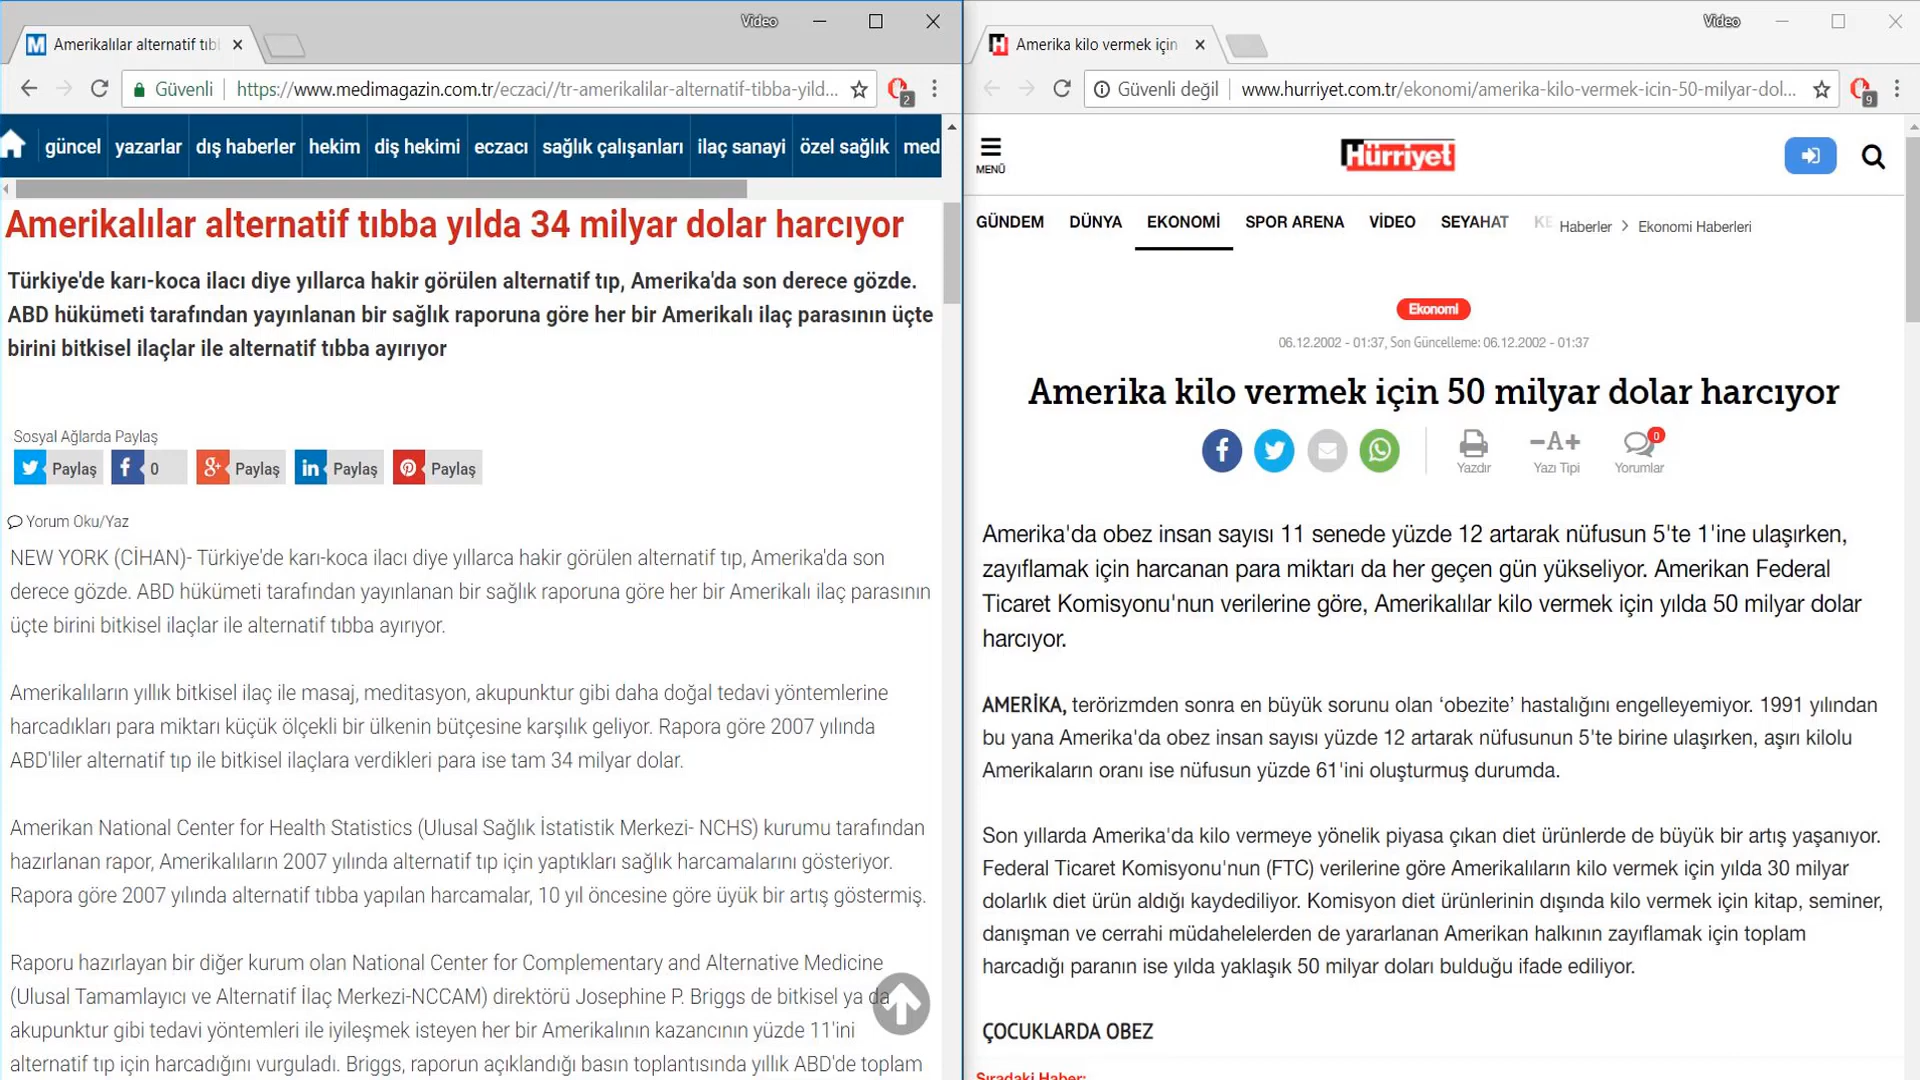 Video
Amerikalılar alternatif tıbb
Güvenli
https://www.medimagazin.com.tr/eczaci//tr-amerikalilar-alternatif-tibba-yild...
2
güncel yazarlar dış haberler hekim diş hekimi eczacı sağlık çalışanları ilaç sanayi özel sağlık med
Amerikalılar alternatif tıbba yılda 34 milyar dolar harcıyor
Türkiye'de karı-koca ilacı diye yıllarca hakir görülen alternatif tıp, Amerika'da son derece gözde.
ABD hükümeti tarafından yayınlanan bir sağlık raporuna göre her bir Amerikalı ilaç parasının üçte
birini bitkisel ilaçlar ile alternatif tıbba ayırıyor
Sosyal Ağlarda Paylaş
Paylaş 0 Paylaş Paylaş Paylaş
Yorum Oku/Yaz
NEW YORK (CİHAN)- Türkiye'de karı-koca ilacı diye yıllarca hakir görülen alternatif tıp, Amerika'da son
derece gözde. ABD hükümeti tarafından yayınlanan bir sağlık raporuna göre her bir Amerikalı ilaç parasının
üçte birini bitkisel ilaçlar ile alternatif tıbba ayırıyor.
Amerikalıların yıllık bitkisel ilaç ile masaj, meditasyon, akupunktur gibi daha doğal tedavi yöntemlerine
harcadıkları para miktarı küçük ölçekli bir ülkenin bütçesine karşılık geliyor. Rapora göre 2007 yılında
ABD'liler alternatif tıp ile bitkisel ilaçlara verdikleri para ise tam 34 milyar dolar.
Amerikan National Center for Health Statistics (Ulusal Sağlık İstatistik Merkezi- NCHS) kurumu tarafından
hazırlanan rapor, Amerikalıların 2007 yılında alternatif tıp için yaptıkları sağlık harcamalarını gösteriyor.
Rapora göre 2007 yılında alternatif tıbba yapılan harcamalar, 10 yıl öncesine göre üyük bir artış göstermiş.
Raporu hazırlayan bir diğer kurum olan National Center for Complementary and Alternative Medicine
(Ulusal Tamamlayıcı ve Alternatif İlaç Merkezi-NCCAM) direktörü Josephine P. Briggs de bitkisel ya da
akupunktur gibi tedavi yöntemleri ile iyileşmek isteyen her bir Amerikalının kazancının yüzde 11'ini
alternatif tıp için harcadığını vurguladı. Briggs, raporun açıklandığı basın toplantısında yıllık ABD'de toplam
Video
Amerika kilo vermek için
Güvenli değil
www.hurriyet.com.tr/ekonomi/amerika-kilo-vermek-icin-50-milyar-dol...
9
MENÜ
Hürriyet
GÜNDEM DÜNYA EKONOMİ SPOR ARENA VİDEO SEYAHAT KE Haberler > Ekonomi Haberleri
Ekonomi
06.12.2002 - 01:37, Son Güncelleme: 06.12.2002 - 01:37
Amerika kilo vermek için 50 milyar dolar harcıyor
Yazdır
-A+
Yazı Tipi
0
Yorumlar
Amerika'da obez insan sayısı 11 senede yüzde 12 artarak nüfusun 5'te 1'ine ulaşırken,
zayıflamak için harcanan para miktarı da her geçen gün yükseliyor. Amerikan Federal
Ticaret Komisyonu'nun verilerine göre, Amerikalılar kilo vermek için yılda 50 milyar dolar
harcıyor.
AMERİKA, terörizmden sonra en büyük sorunu olan ‘obezite’ hastalığını engelleyemiyor. 1991 yılından
bu yana Amerika'da obez insan sayısı yüzde 12 artarak nüfusunun 5'te birine ulaşırken, aşırı kilolu
Amerikaların oranı ise nüfusun yüzde 61'ini oluşturmuş durumda.
Son yıllarda Amerika'da kilo vermeye yönelik piyasa çıkan diet ürünlerde de büyük bir artış yaşanıyor.
Federal Ticaret Komisyonu'nun (FTC) verilerine göre Amerikalıların kilo vermek için yılda 30 milyar
dolarlık diet ürün aldığı kaydediliyor. Komisyon diet ürünlerinin dışında kilo vermek için kitap, seminer,
danışman ve cerrahi müdahelelerden de yararlanan Amerikan halkının zayıflamak için toplam
harcadığı paranın ise yılda yaklaşık 50 milyar doları bulduğu ifade ediliyor.
ÇOCUKLARDA OBEZ
Sıradaki Haber: